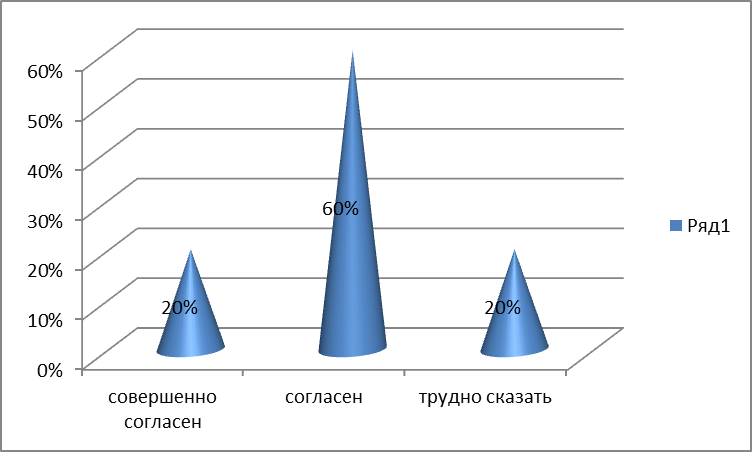 60%
50%
40%
30%
20%
10%
0%
20%
60%
20%
совершенно
согласен
согласен
трудно сказать
Ряд1